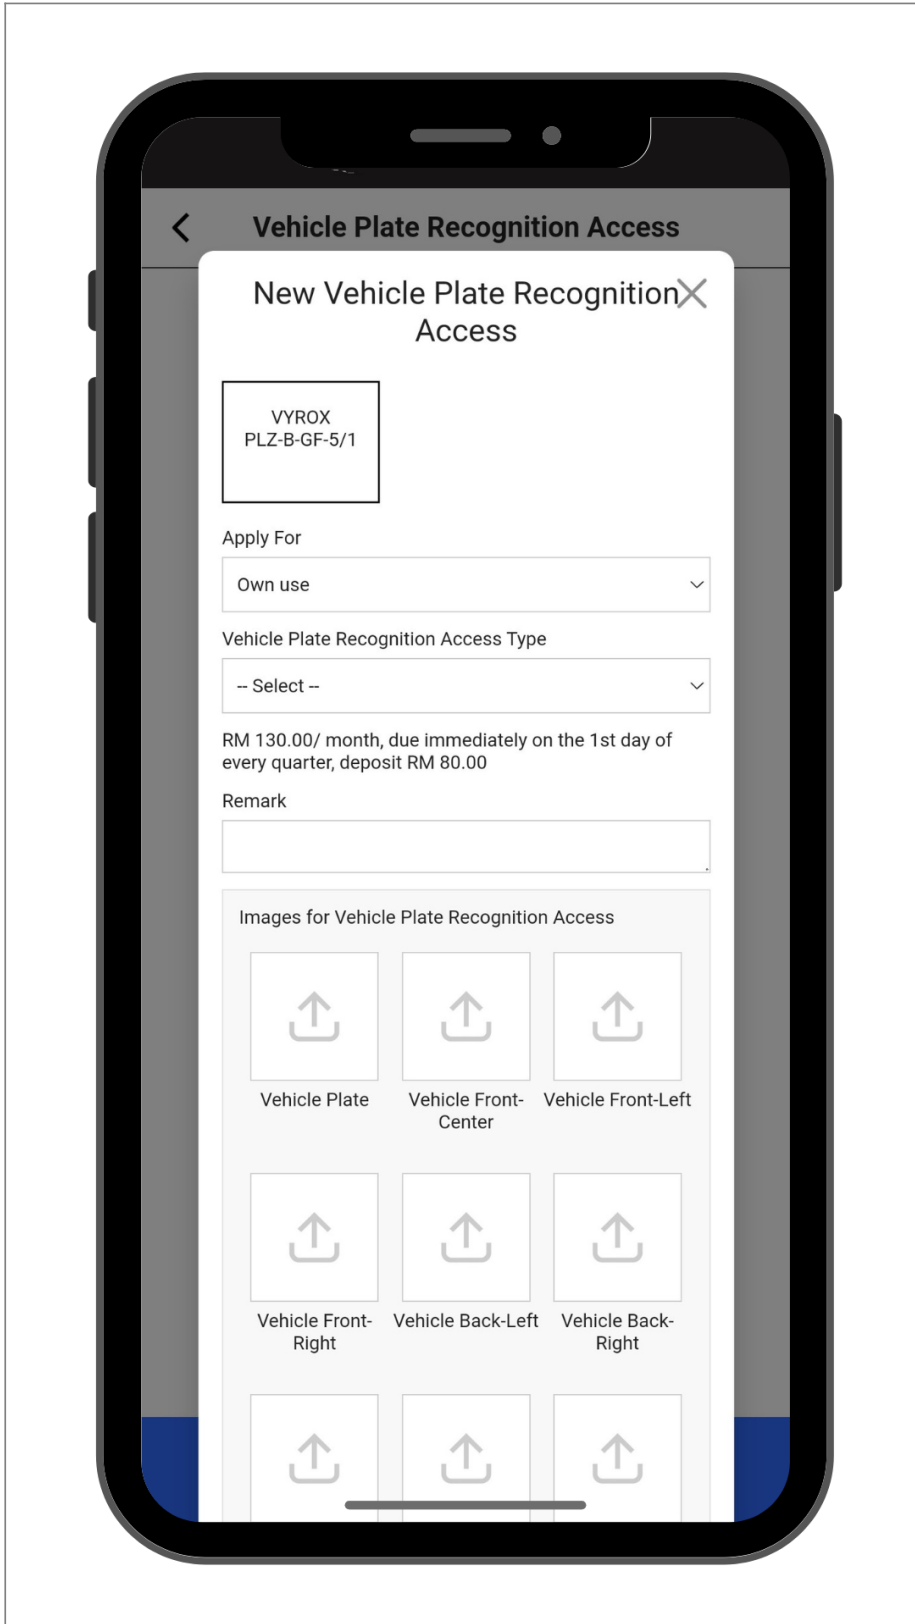 Vehicle Plate Recognition Access
New Vehicle Plate Recognition
Access
VYROX
PLZ-B-GF-5/1
Apply For
Own use
Vehicle Plate Recognition Access Type
-- Select --
RM 130.00/ month, due immediately on the 1st day of
every quarter, deposit RM 80.00
Remark
Images for Vehicle Plate Recognition Access
Vehicle Plate
Vehicle Front-
Center
Vehicle Front-Left
Vehicle Front-
Right
Vehicle Back-Left
Vehicle Back-
Right